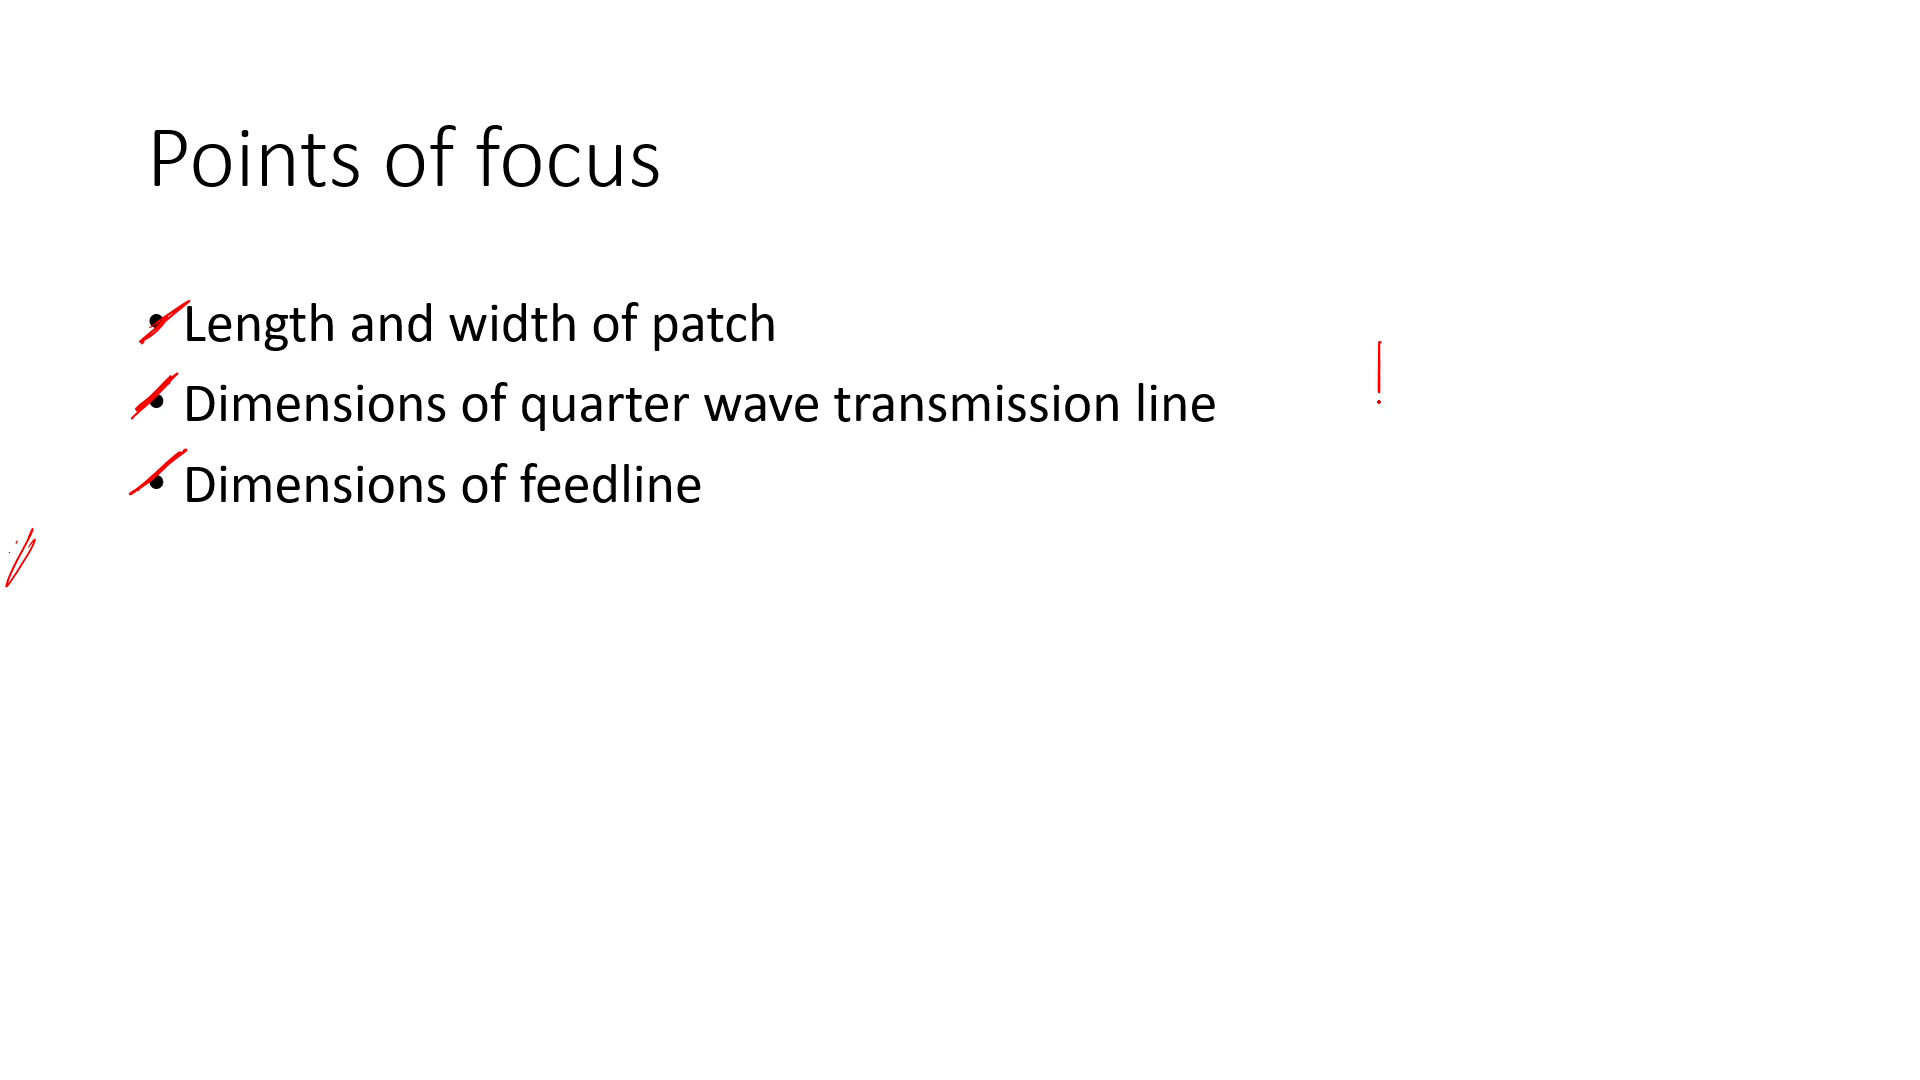 Points of focus
• Length and width of patch
• Dimensions of quarter wave transmission line
• Dimensions of feedline